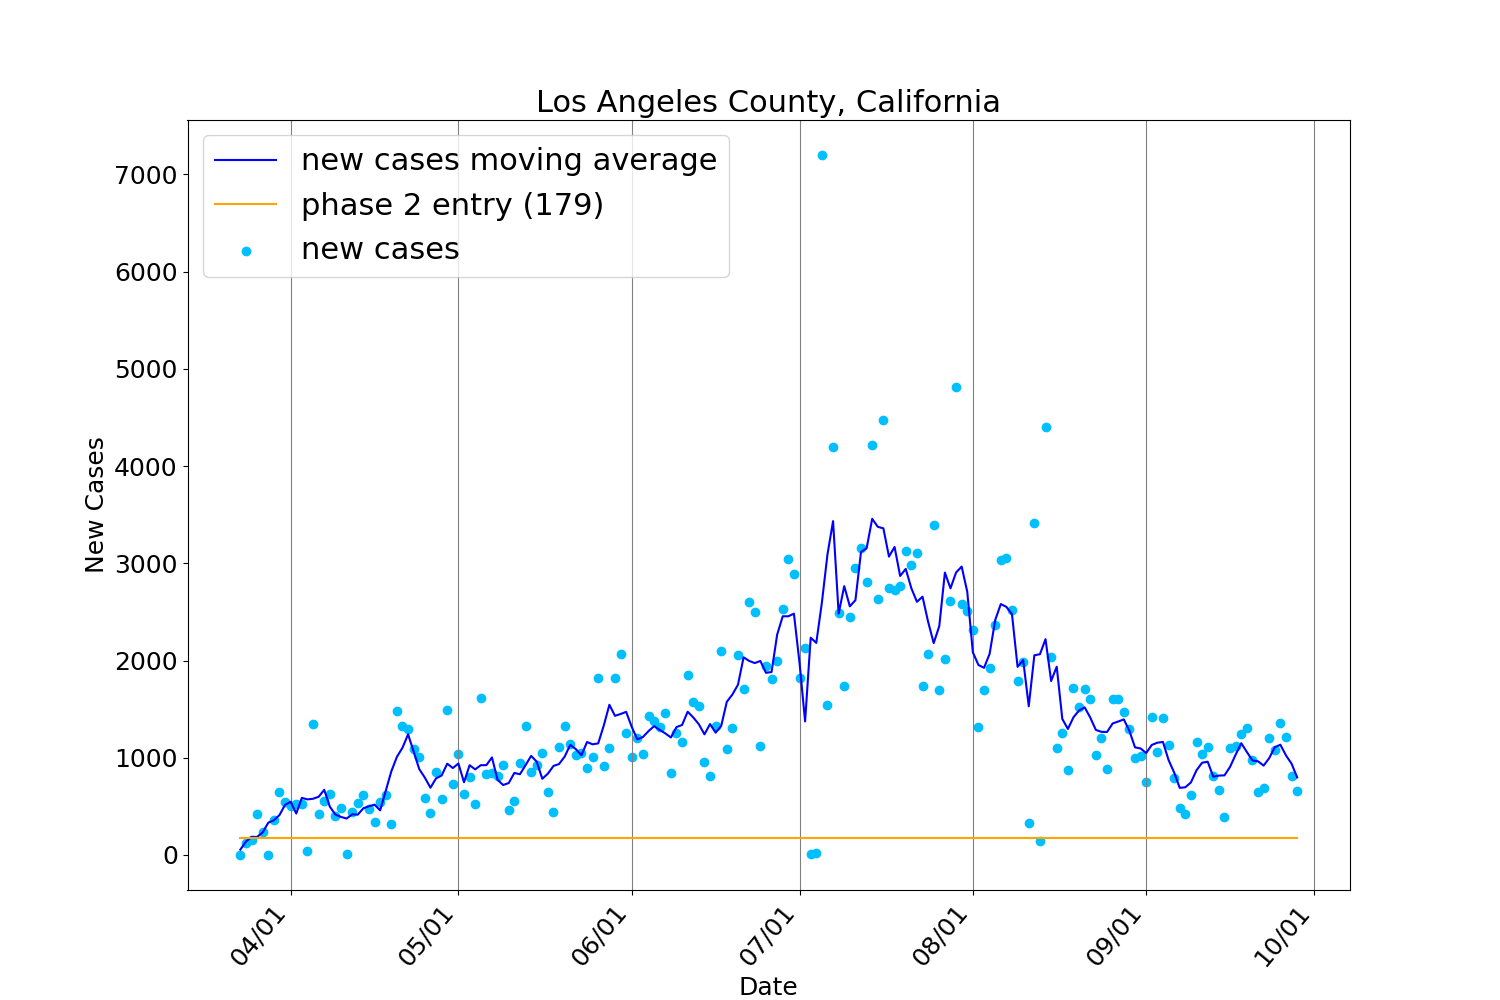 Los Angeles County, California
new cases moving average
phase 2 entry (179)
new cases
7000
6000
5000
4000
3000
2000
1000
0
New Cases
04/01
05/01
06/01
07/01
08/01
09/01
10/01
Date